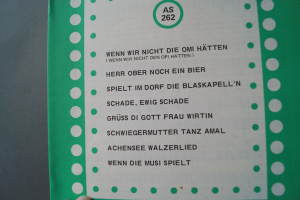 AS
262
WENN WIR NICHT DIE OMI HÄTTEN
( WENN WIR NICHT DEN OPI HÄTTEN )
HERR OBER NOCH EIN BIER
SPIELT IM DORF DIE BLASKAPELL'N
SCHADE, EWIG SCHADE
GRÜSS DI GOTT FRAU WIRTIN
SCHWIEGERMUTTER TANZ AMAL
ACHENSEE WALZERLIED
WENN DIE MUSI SPIELT